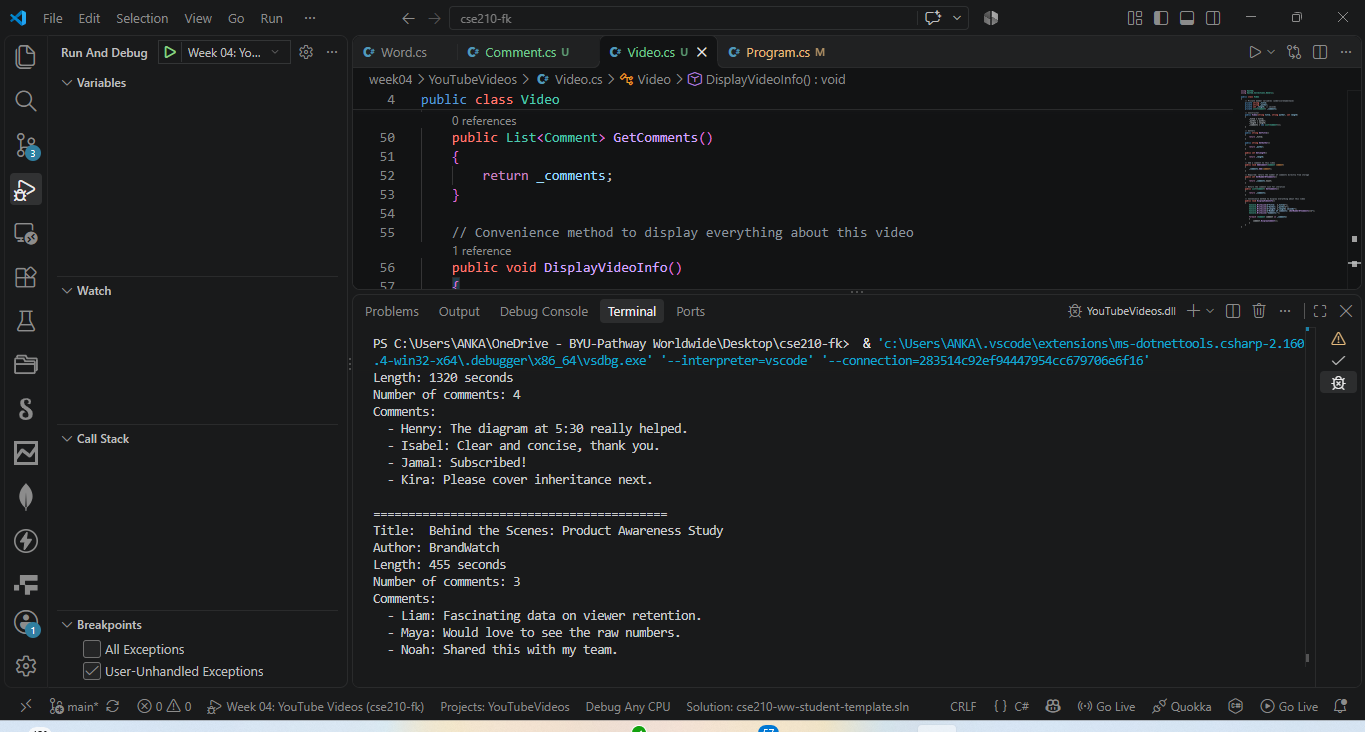 File Edit Selection View Go Run ··· cse210-fk
Run And Debug Week 04: Yo... ···
Word.cs Comment.cs U Video.cs U Program.cs M
week04 > YouTubeVideos > Video.cs > Video > DisplayVideoInfo() : void
Variables
4 public class Video
0 references
50 public List<Comment> GetComments()
51 {
52 return _comments;
53 }
54
55 // Convenience method to display everything about this video
1 reference
56 public void DisplayVideoInfo()
57 {
3
Watch
Call Stack
Breakpoints
All Exceptions
User-Unhandled Exceptions
1
Problems Output Debug Console Terminal Ports YouTubeVideos.dll
PS C:\Users\ANKA\OneDrive - BYU-Pathway Worldwide\Desktop\cse210-fk> & 'c:\Users\ANKA\.vscode\extensions\ms-dotnettools.csharp-2.160
.4-win32-x64\.debugger\x86_64\vsdbg.exe' '--interpreter=vscode' '--connection=283514c92ef94447954cc679706e6f16'
Length: 1320 seconds
Number of comments: 4
Comments:
- Henry: The diagram at 5:30 really helped.
- Isabel: Clear and concise, thank you.
- Jamal: Subscribed!
- Kira: Please cover inheritance next.
==========================================
Title: Behind the Scenes: Product Awareness Study
Author: BrandWatch
Length: 455 seconds
Number of comments: 3
Comments:
- Liam: Fascinating data on viewer retention.
- Maya: Would love to see the raw numbers.
- Noah: Shared this with my team.
main* 0 0 Week 04: YouTube Videos (cse210-fk) Projects: YouTubeVideos Debug Any CPU Solution: cse210-ww-student-template.sln CRLF { } C# Go Live Quokka Go Live